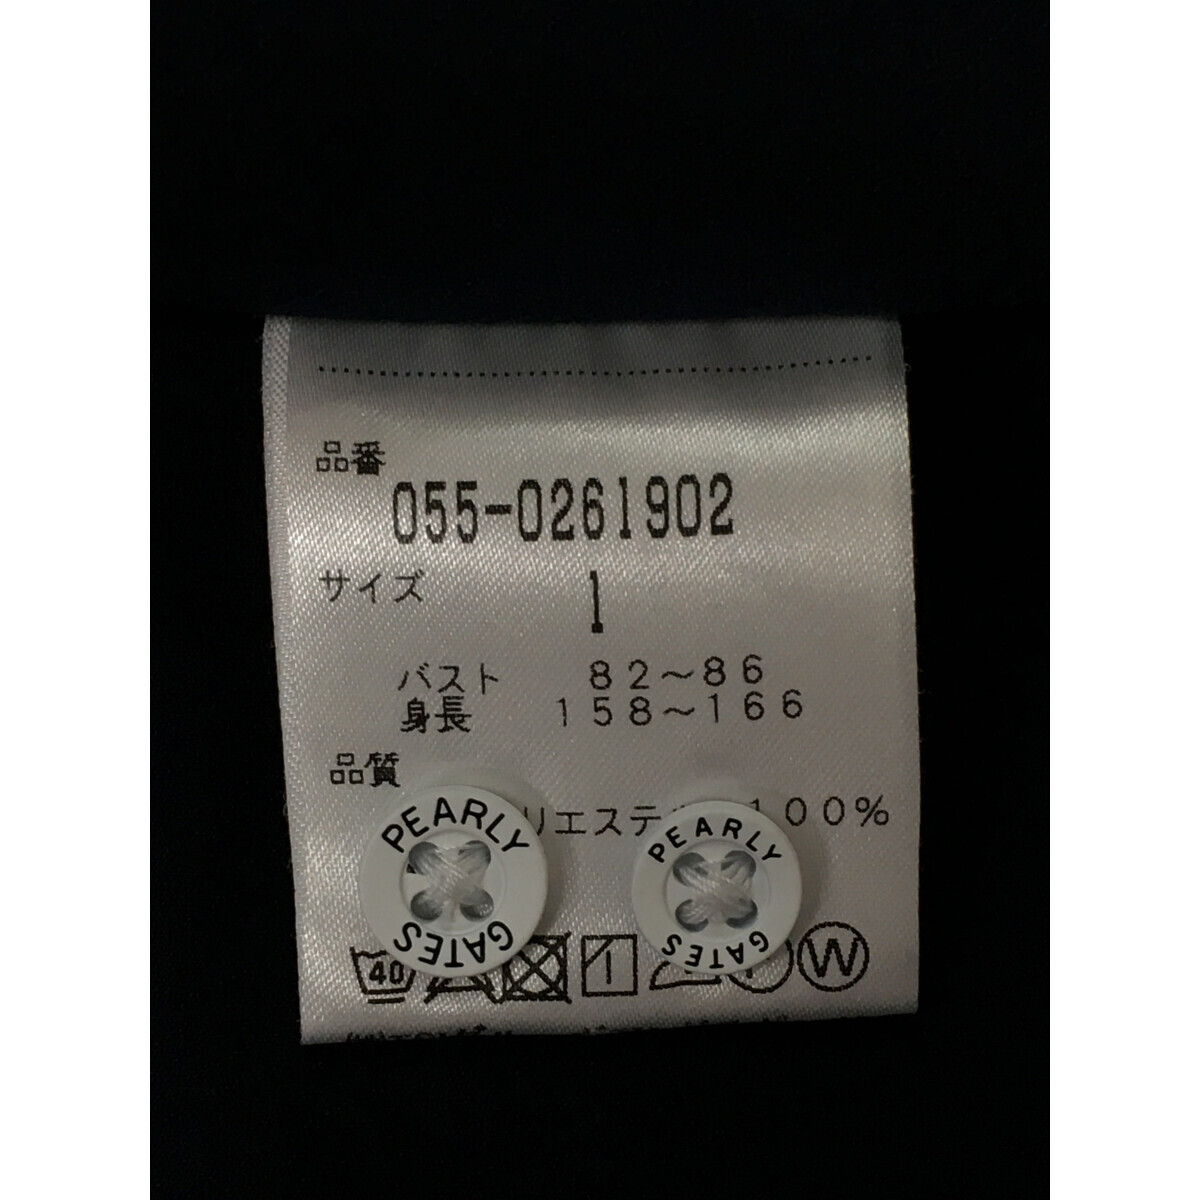 品番
055-0261902
サイズ 1
バスト 82～86
身長 158～166
品質
リエステ 100%
PEARLY GATES
PEARLY GATES
40 W